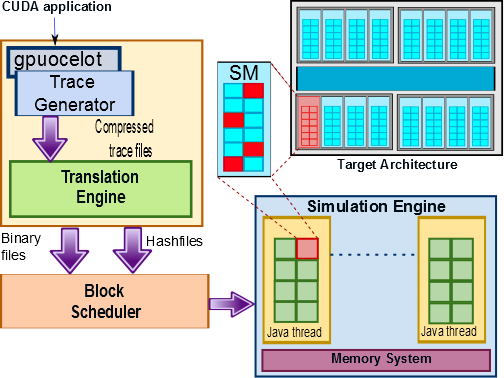 CUDA application
gpuocelot
Trace
Generator
Compressed
trace files
Translation
Engine
Binary
files
Hashfiles
Block
Scheduler
SM
Target Architecture
Simulation Engine
Java thread
Java thread
Memory System